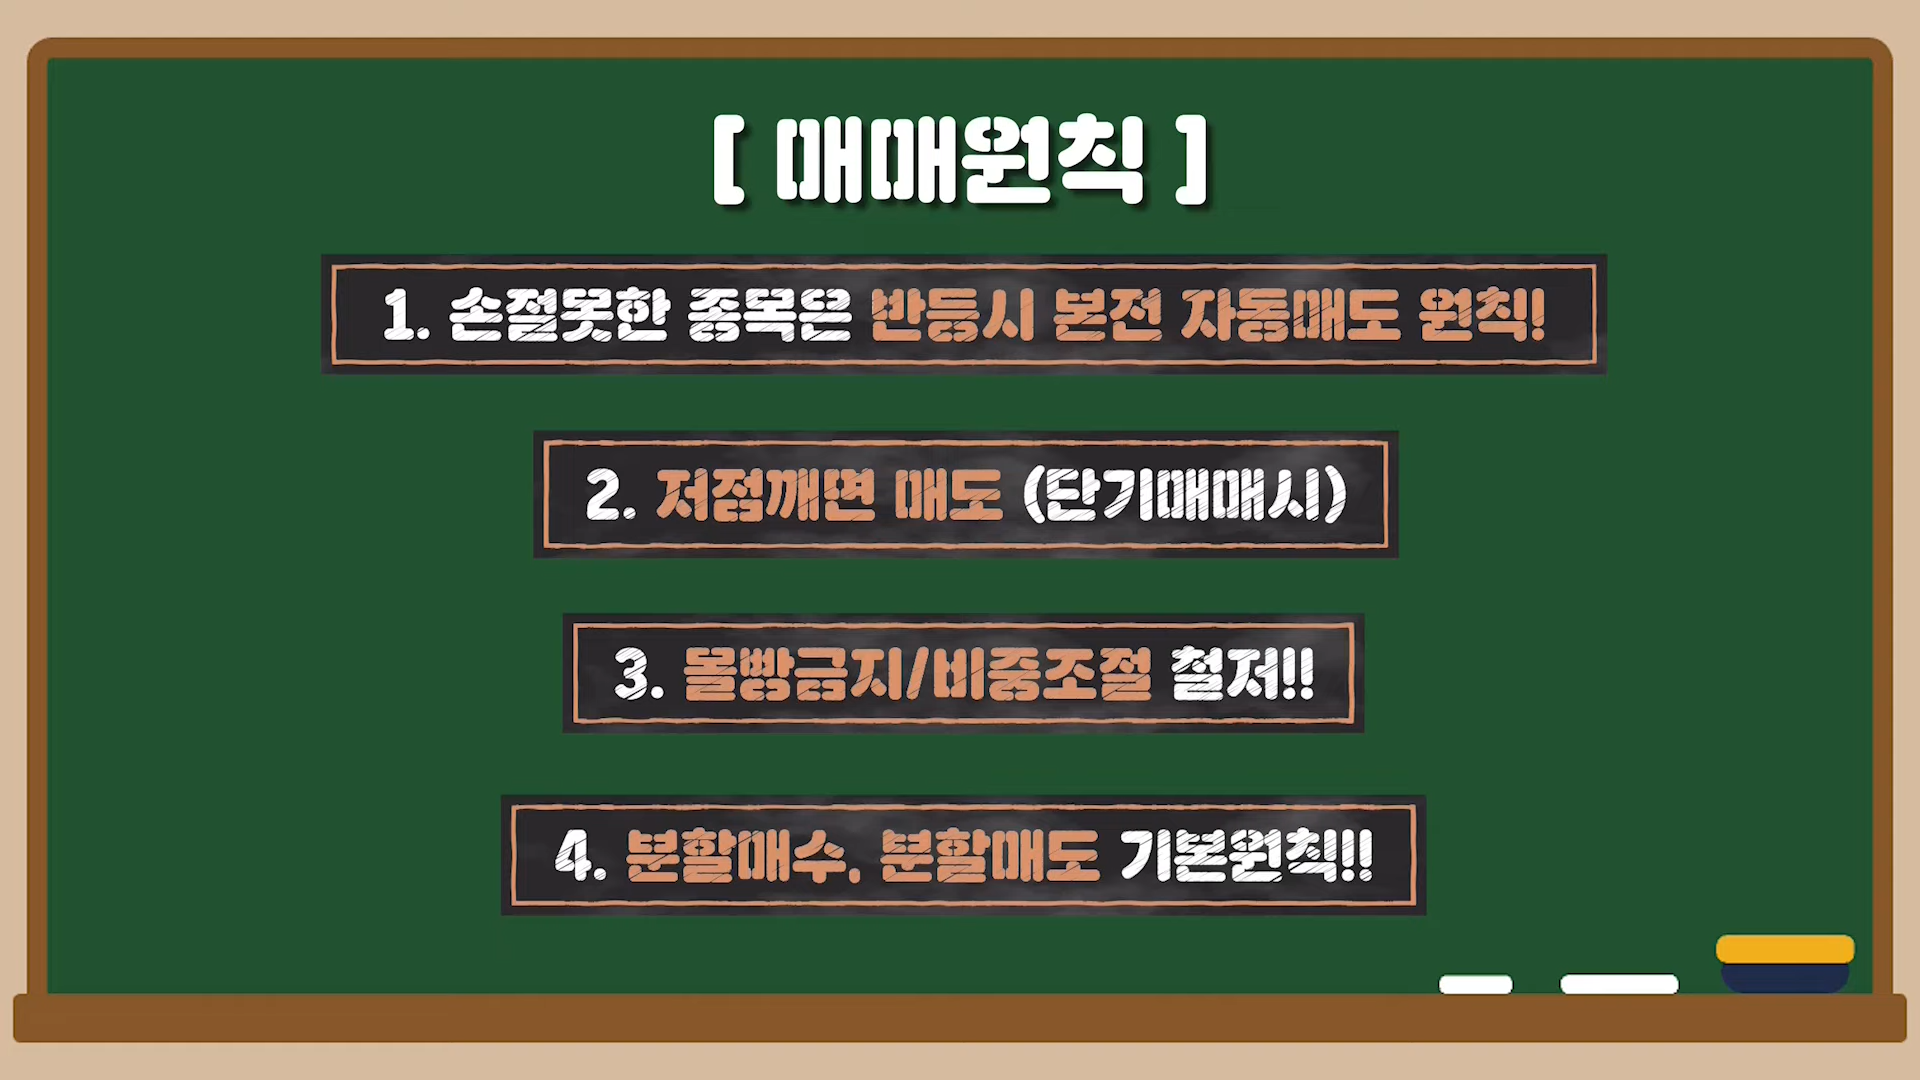 [ 매매원칙 ]
1. 손절못한 종목은 반등시 본전 자동매도 원칙!
2. 저점깨면 매도 (단기매매시)
3. 몰빵금지/비중조절 철저!!
4. 분할매수, 분할매도 기본원칙!!